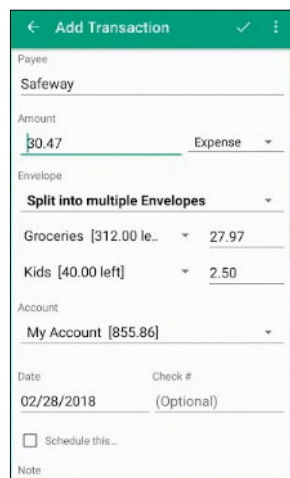 Add Transaction
Payee
Safeway
Amount
30.47 Expense
Envelope
Split into multiple Envelopes
Groceries [312.00 le.. 27.97
Kids [40.00 left] 2.50
Account
My Account [855.86]
Date Check #
02/28/2018 (Optional)
Schedule this...
Note